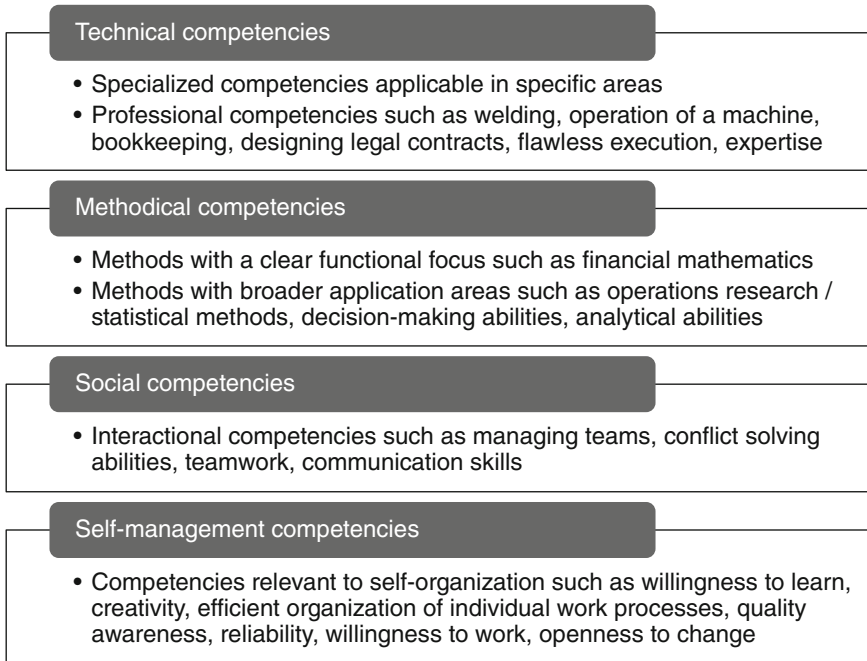 Technical competencies
• Specialized competencies applicable in specific areas
• Professional competencies such as welding, operation of a machine,
bookkeeping, designing legal contracts, flawless execution, expertise
Methodical competencies
• Methods with a clear functional focus such as financial mathematics
• Methods with broader application areas such as operations research /
statistical methods, decision-making abilities, analytical abilities
Social competencies
• Interactional competencies such as managing teams, conflict solving
abilities, teamwork, communication skills
Self-management competencies
• Competencies relevant to self-organization such as willingness to learn,
creativity, efficient organization of individual work processes, quality
awareness, reliability, willingness to work, openness to change